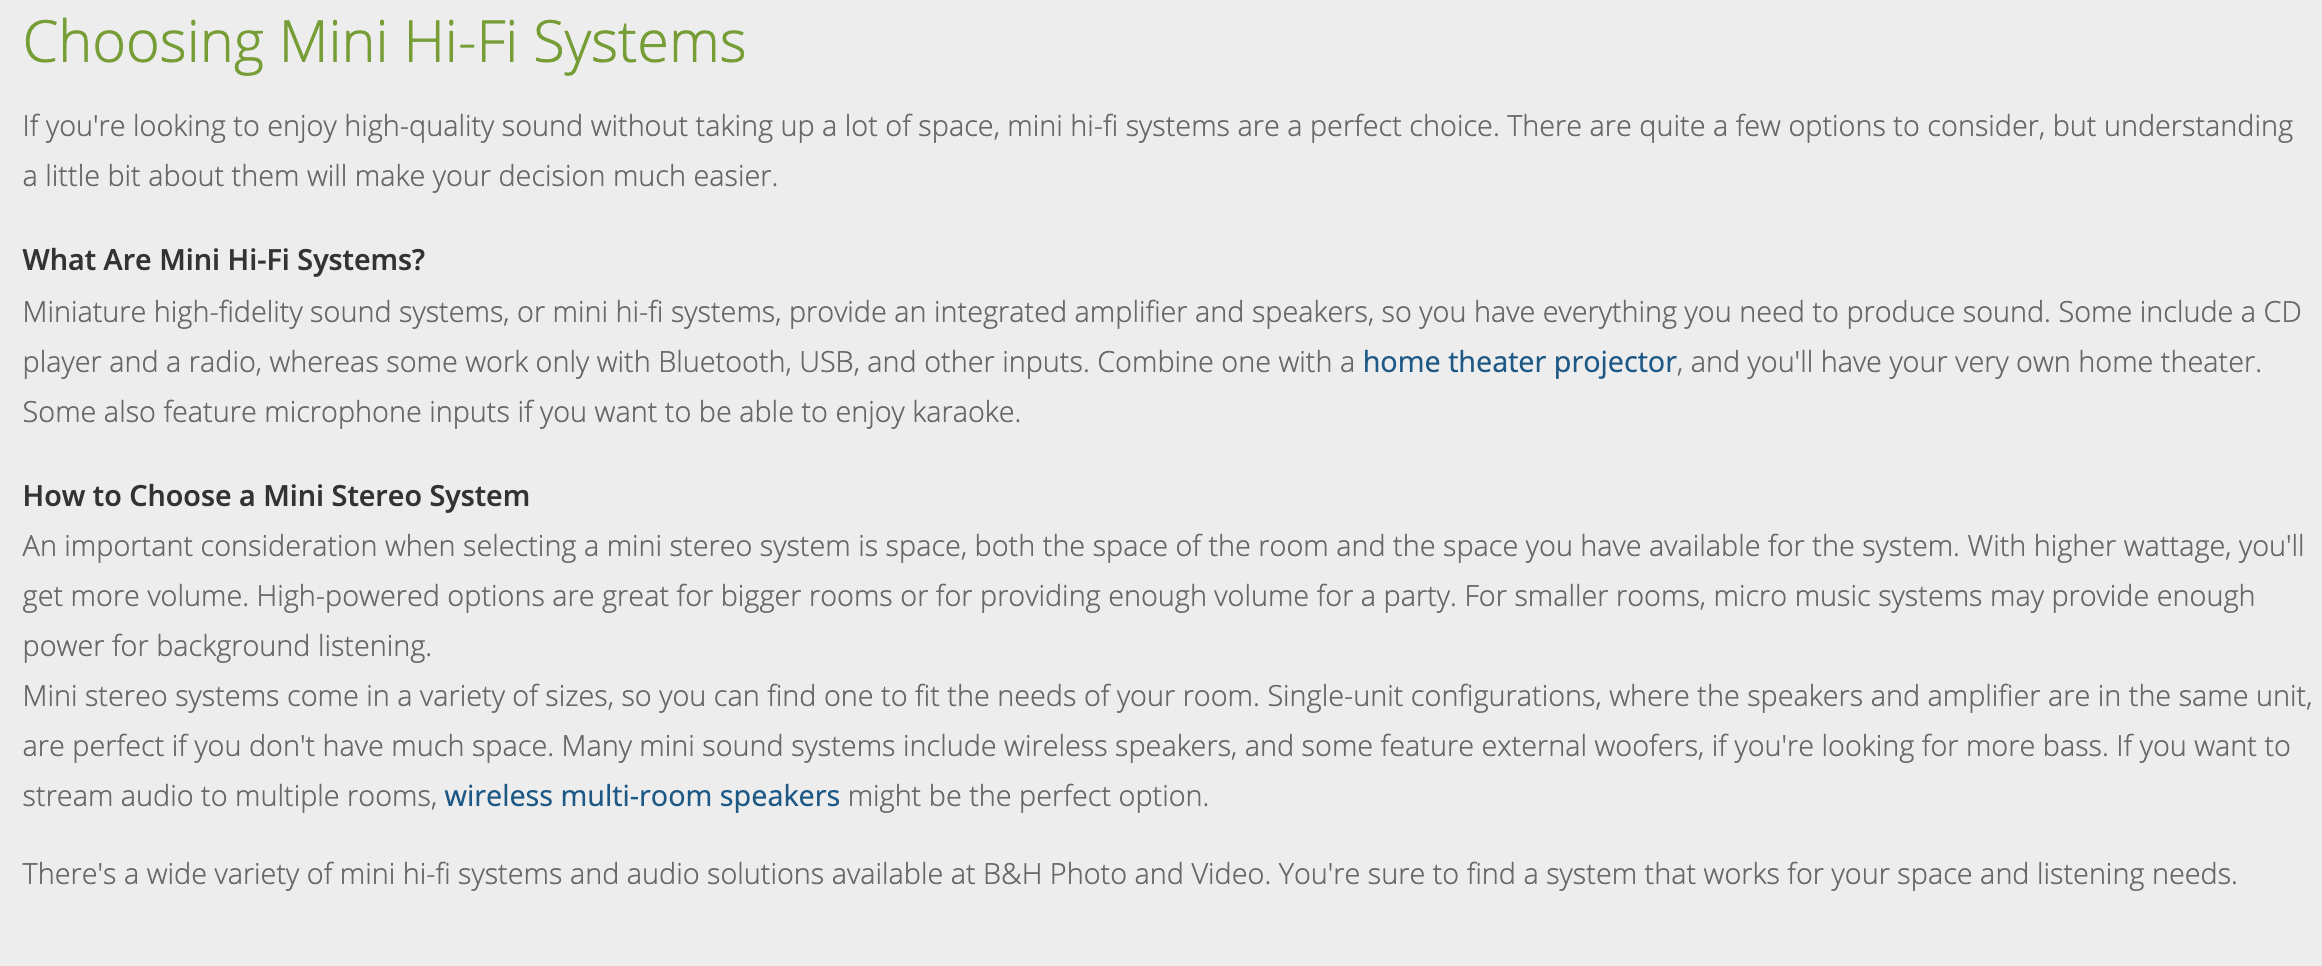 Choosing Mini Hi-Fi Systems
If you're looking to enjoy high-quality sound without taking up a lot of space, mini hi-fi systems are a perfect choice. There are quite a few options to consider, but understanding
a little bit about them will make your decision much easier.
What Are Mini Hi-Fi Systems?
Miniature high-fidelity sound systems, or mini hi-fi systems, provide an integrated amplifier and speakers, so you have everything you need to produce sound. Some include a CD
player and a radio, whereas some work only with Bluetooth, USB, and other inputs. Combine one with a home theater projector, and you'll have your very own home theater.
Some also feature microphone inputs if you want to be able to enjoy karaoke.
How to Choose a Mini Stereo System
An important consideration when selecting a mini stereo system is space, both the space of the room and the space you have available for the system. With higher wattage, you'll
get more volume. High-powered options are great for bigger rooms or for providing enough volume for a party. For smaller rooms, micro music systems may provide enough
power for background listening.
Mini stereo systems come in a variety of sizes, so you can find one to fit the needs of your room. Single-unit configurations, where the speakers and amplifier are in the same unit,
are perfect if you don't have much space. Many mini sound systems include wireless speakers, and some feature external woofers, if you're looking for more bass. If you want to
stream audio to multiple rooms, wireless multi-room speakers might be the perfect option.
There's a wide variety of mini hi-fi systems and audio solutions available at B&H Photo and Video. You're sure to find a system that works for your space and listening needs.